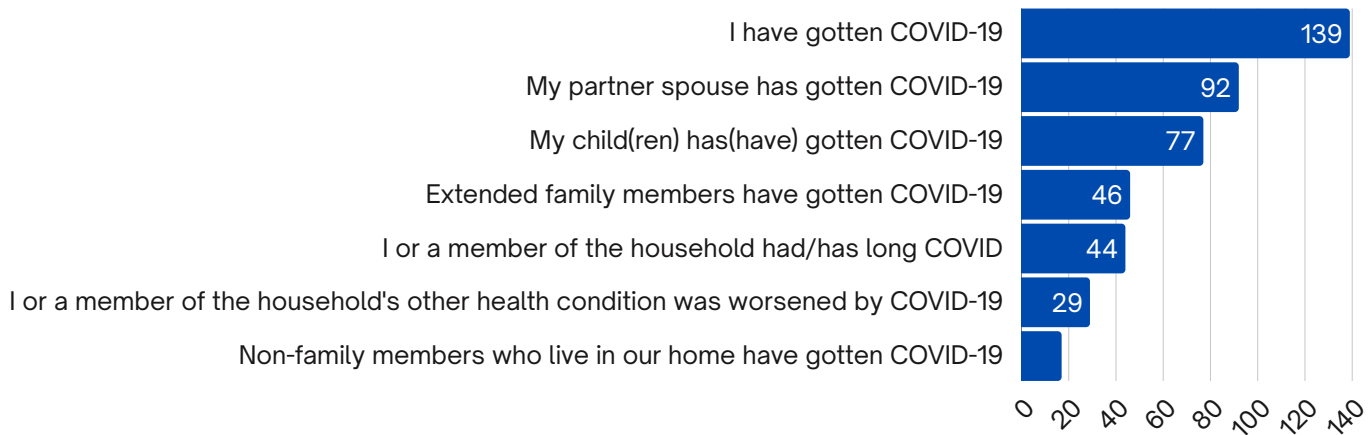 I have gotten COVID-19 139
My partner spouse has gotten COVID-19 92
My child(ren) has(have) gotten COVID-19 77
Extended family members have gotten COVID-19 46
I or a member of the household had/has long COVID 44
I or a member of the household's other health condition was worsened by COVID-19 29
Non-family members who live in our home have gotten COVID-19
0 20 40 60 80 100 120 140